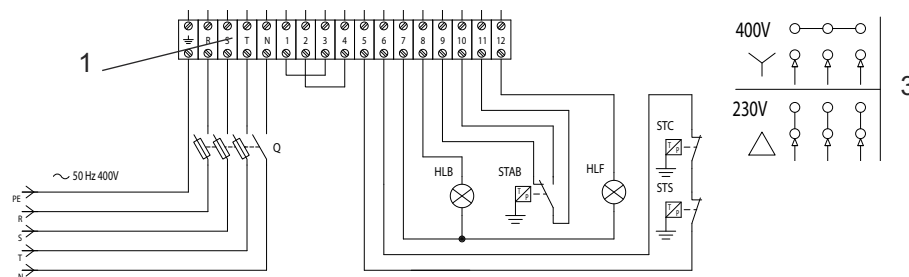 R S T N 1 2 3 4 5 6 7 8 9 10 11 12
1
400V
3
230V
Q
50 Hz 400V
HLB
STAB
HLF
STC
T P
T P
STS
T P
PE
R
S
T
N